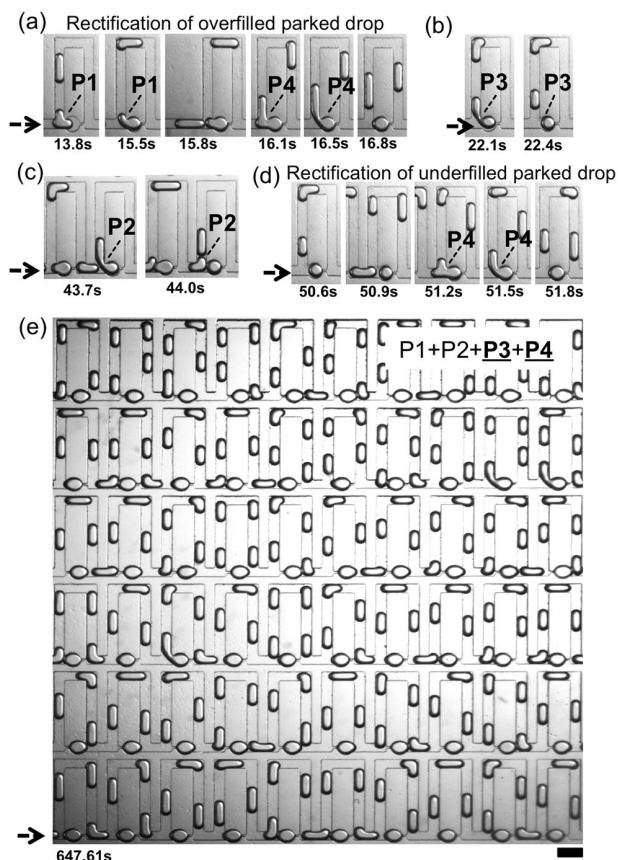 (a) Rectification of overfilled parked drop (b)
P1 P1 P4 P4 P3 P3
13.8s 15.5s 15.8s 16.1s 16.5s 16.8s 22.1s 22.4s
(c) (d) Rectification of underfilled parked drop
P2 P2 P4 P4
43.7s 44.0s 50.6s 50.9s 51.2s 51.5s 51.8s
(e)
P1+P2+P3+P4
647.61s